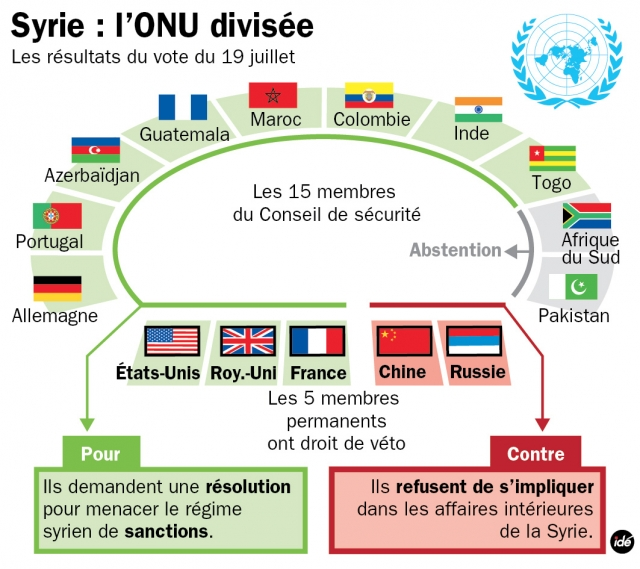 Syrie : l’ONU divisée
Les résultats du vote du 19 juillet
Guatemala
Maroc
Colombie
Inde
Azerbaïdjan
Togo
Portugal
Afrique
du Sud
Allemagne
Pakistan
Les 15 membres
du Conseil de sécurité
Abstention
États-Unis
Roy.-Uni
France
Chine
Russie
Les 5 membres
permanents
ont droit de véto
Pour
Ils demandent une résolution
pour menacer le régime
syrien de sanctions.
Contre
Ils refusent de s’impliquer
dans les affaires intérieures
de la Syrie.
idé